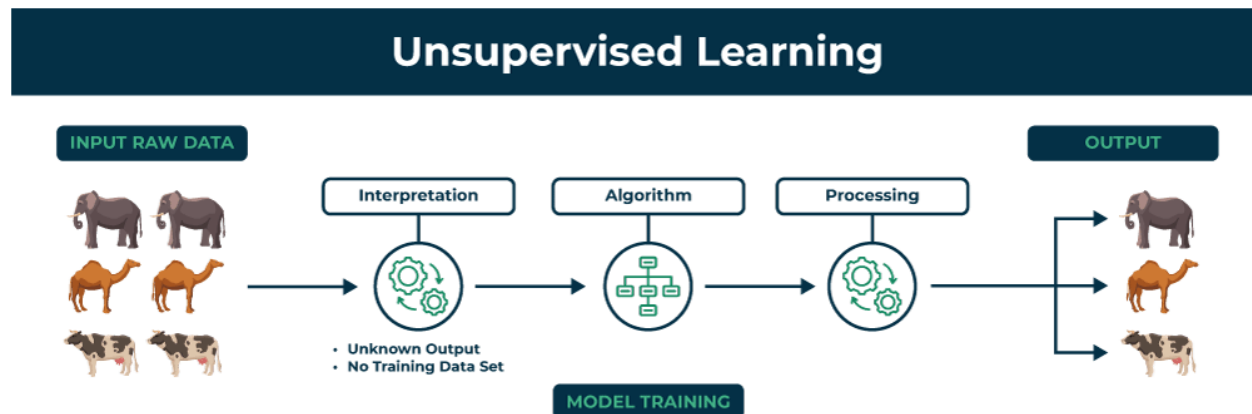 Unsupervised Learning
INPUT RAW DATA
OUTPUT
Interpretation
Algorithm
Processing
• Unknown Output
• No Training Data Set
MODEL TRAINING